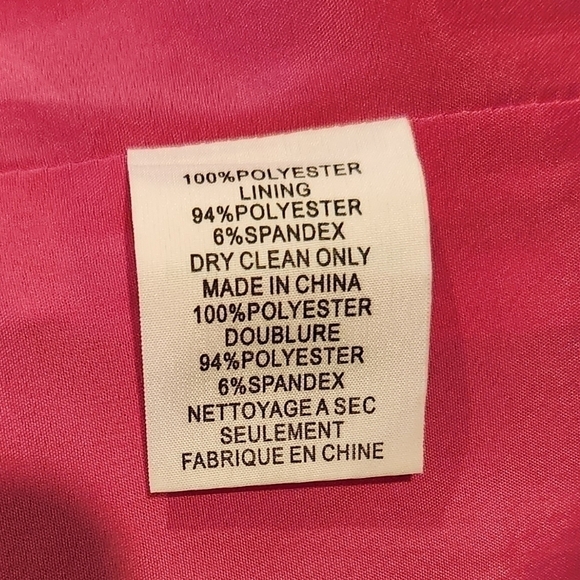 100%POLYESTER
LINING
94%POLYESTER
6%SPANDEX
DRY CLEAN ONLY
MADE IN CHINA
100%POLYESTER
DOUBLURE
94%POLYESTER
6%SPANDEX
NETTOYAGE A SEC
SEULEMENT
FABRIQUE EN CHINE